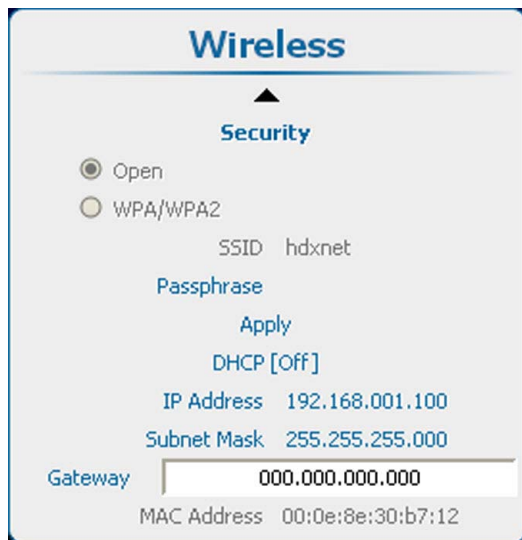 Wireless
Security
Open
WPA/WPA2
SSID hdxnet
Passphrase
Apply
DHCP [Off]
IP Address 192.168.001.100
Subnet Mask 255.255.255.000
Gateway 000.000.000.000
MAC Address 00:0e:8e:30:b7:12